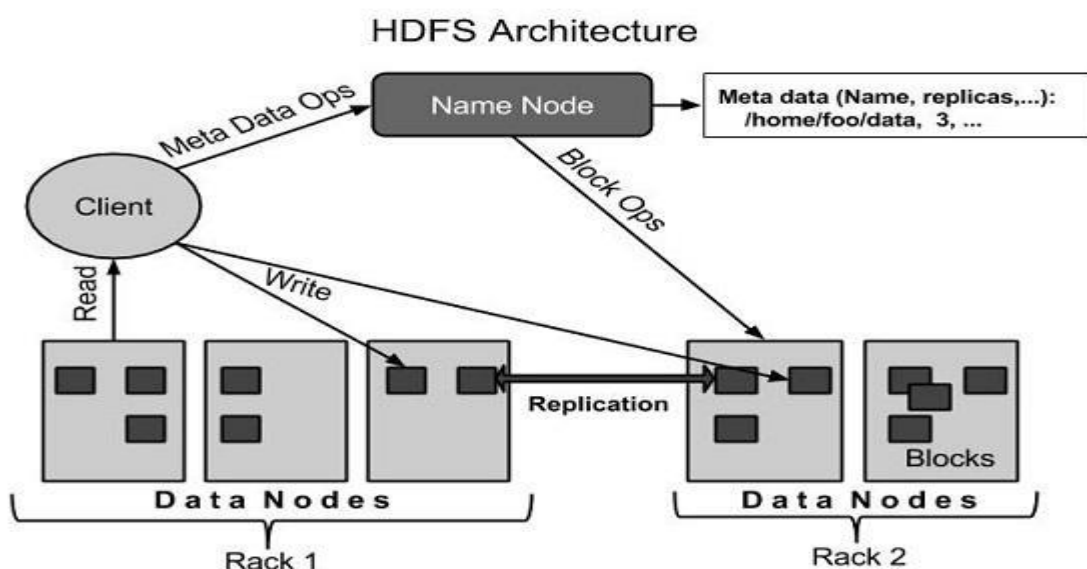 HDFS Architecture
Name Node
Meta data (Name, replicas,...):
/home/foo/data, 3, ...
Meta Data Ops
Block Ops
Client
Read
Write
Replication
Blocks
Data Nodes
Data Nodes
Rack 1
Rack 2